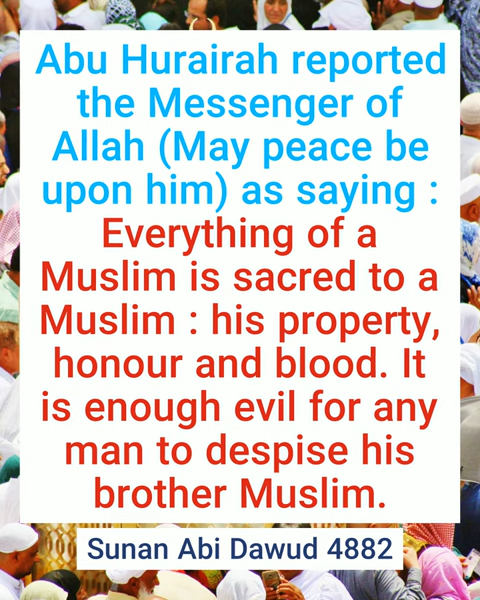 Abu Hurairah reported
the Messenger of
Allah (May peace be
upon him) as saying :
Everything of a
Muslim is sacred to a
Muslim : his property,
honour and blood. It
is enough evil for any
man to despise his
brother Muslim.
Sunan Abi Dawud 4882